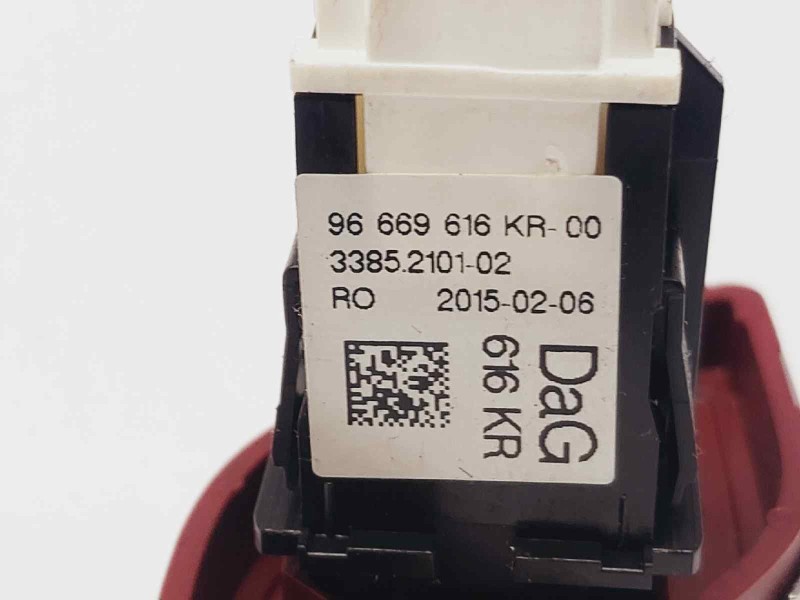 96 669 616 KR-00
3385.2101-02
RO 2015-02-06
DaG
616 KR